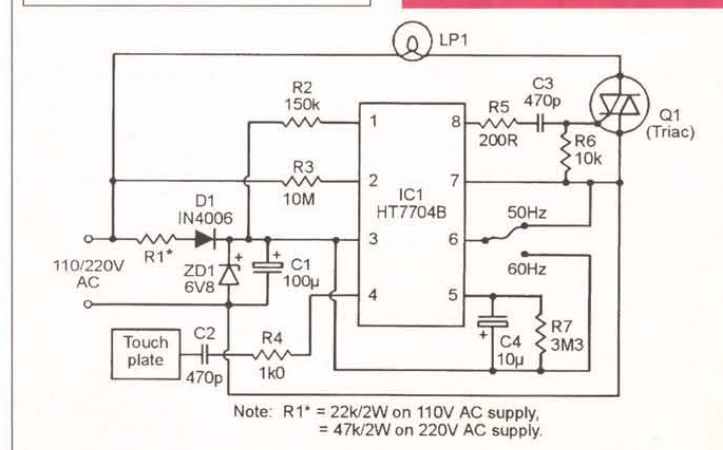 LP1
R2
150k
C3
470p
R5
200R
Q1
(Triac)
R6
10k
1
8
R3
10M
2
7
IC1
HT7704B
D1
IN4006
50Hz
3
6
110/220V
AC
R1*
ZD1
6V8
+
+
C1
100µ
60Hz
4
5
Touch
plate
C2
470p
R4
1k0
+
C4
10µ
R7
3M3
Note: R1* = 22k/2W on 110V AC supply,
= 47k/2W on 220V AC supply.